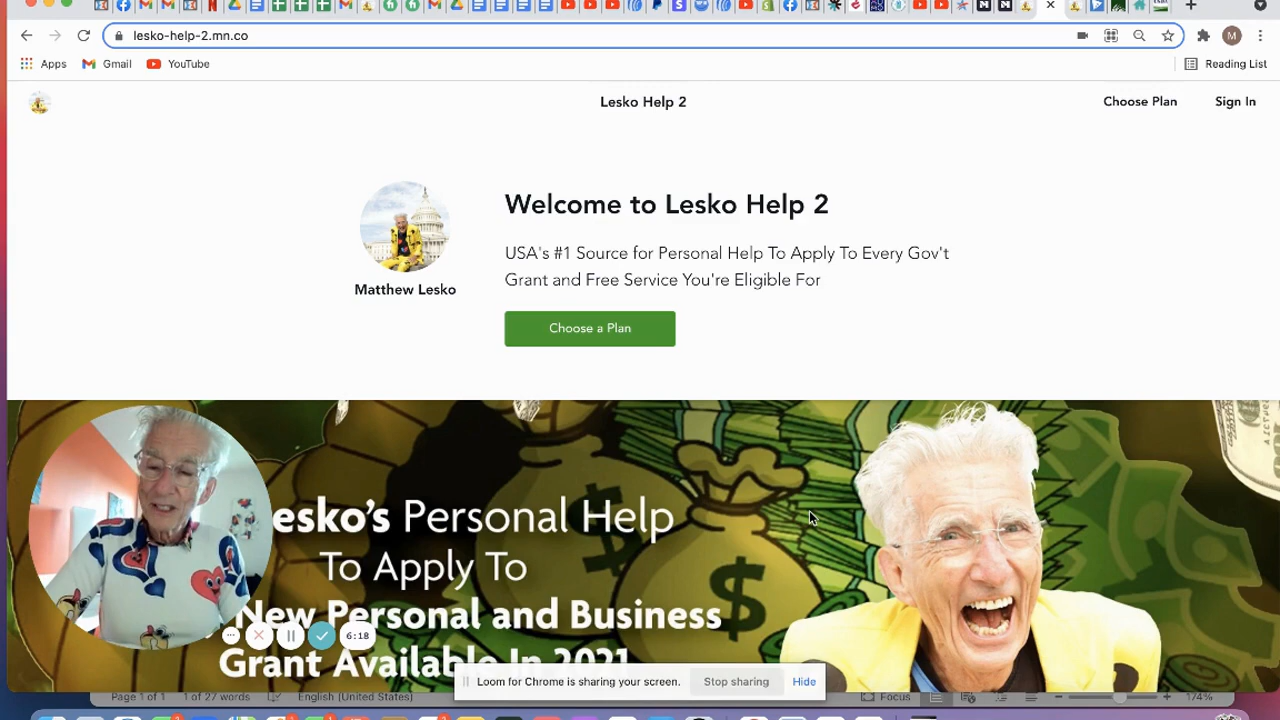 lesko-help-2.mn.co
M
Apps
Gmail
YouTube
Reading List
Lesko Help 2
Choose Plan
Sign In
Welcome to Lesko Help 2
USA's #1 Source for Personal Help To Apply To Every Gov't
Grant and Free Service You're Eligible For
Matthew Lesko
Choose a Plan
esko's Personal Help
To Apply To
New Personal and Business
Grant Available In 2021
6:18
Loom for Chrome is sharing your screen.
Stop sharing
Hide
Page 1 of 1
1 of 27 words
English (United States)
Focus
174%